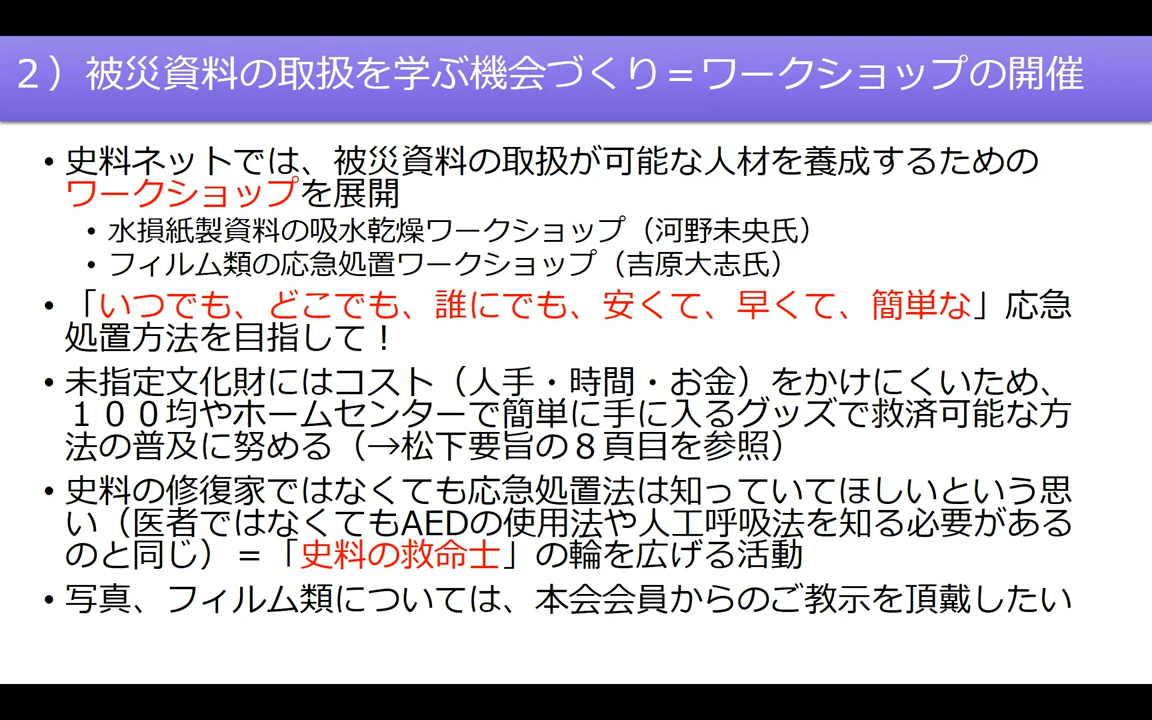 ２）被災資料の取扱を学ぶ機会づくり＝ワークショップの開催
• 史料ネットでは、被災資料の取扱が可能な人材を養成するための
ワークショップを展開
• 水損紙製資料の吸水乾燥ワークショップ（河野未央氏）
• フィルム類の応急処置ワークショップ（吉原大志氏）
• 「いつでも、どこでも、誰にでも、安くて、早くて、簡単な」応急
処置方法を目指して！
• 未指定文化財にはコスト（人手・時間・お金）をかけにくいため、
１００均やホームセンターで簡単に手に入るグッズで救済可能な方
法の普及に努める（→松下要旨の８頁目を参照）
• 史料の修復家ではなくても応急処置法は知っていてほしいという思
い（医者ではなくてもAEDの使用法や人工呼吸法を知る必要がある
のと同じ）＝「史料の救命士」の輪を広げる活動
• 写真、フィルム類については、本会会員からのご教示を頂戴したい